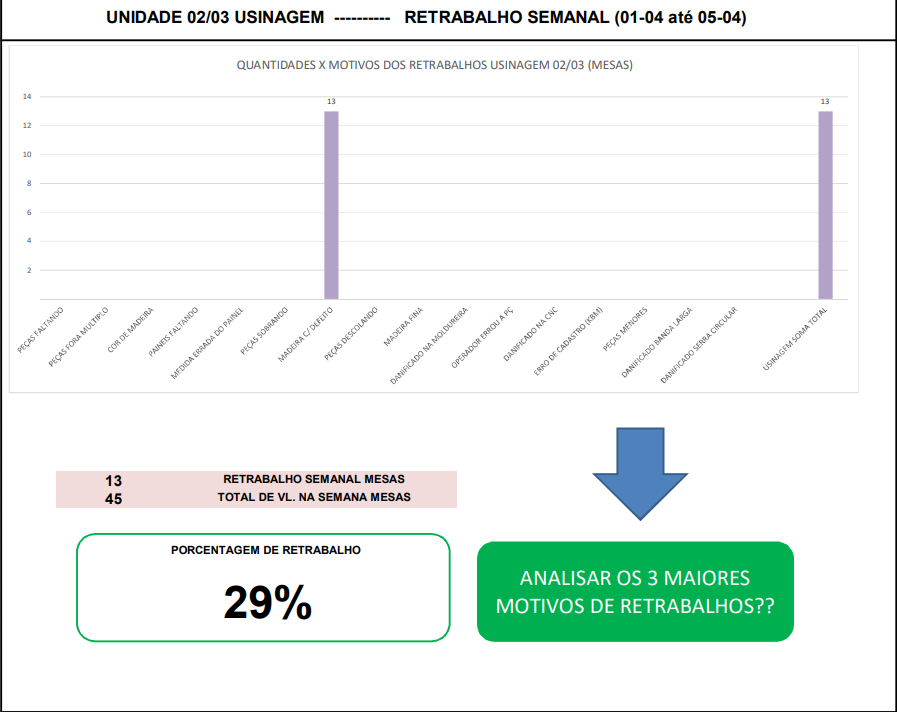 UNIDADE 02/03 USINAGEM ---------- RETRABALHO SEMANAL (01-04 até 05-04)
QUANTIDADES X MOTIVOS DOS RETRABALHOS USINAGEM 02/03 (MESAS)
14
12
10
8
6
4
2
13
13
PEÇAS FALTANDO
PEÇAS FORA MULTIPLO
COR DE MADEIRA
PAINEIS FALTANDO
MEDIDA ERRADA DO PAINEL
PEÇAS SOBRANDO
MADEIRA C/ DEFEITO
PEÇAS DESCOLANDO
MADEIRA FINA
DANIFICADO NA MOLDUREIRA
OPERADOR ERROU A PÇ
DANIFICADO NA CNC
ERRO DE CADASTRO (KBM)
PEÇAS MENORES
DANIFICADO BANDA LARGA
DANIFICADO SERRA CIRCULAR
USINAGEM SOMA TOTAL
13 RETRABALHO SEMANAL MESAS
45 TOTAL DE VL. NA SEMANA MESAS
PORCENTAGEM DE RETRABALHO
29%
ANALISAR OS 3 MAIORES
MOTIVOS DE RETRABALHOS??